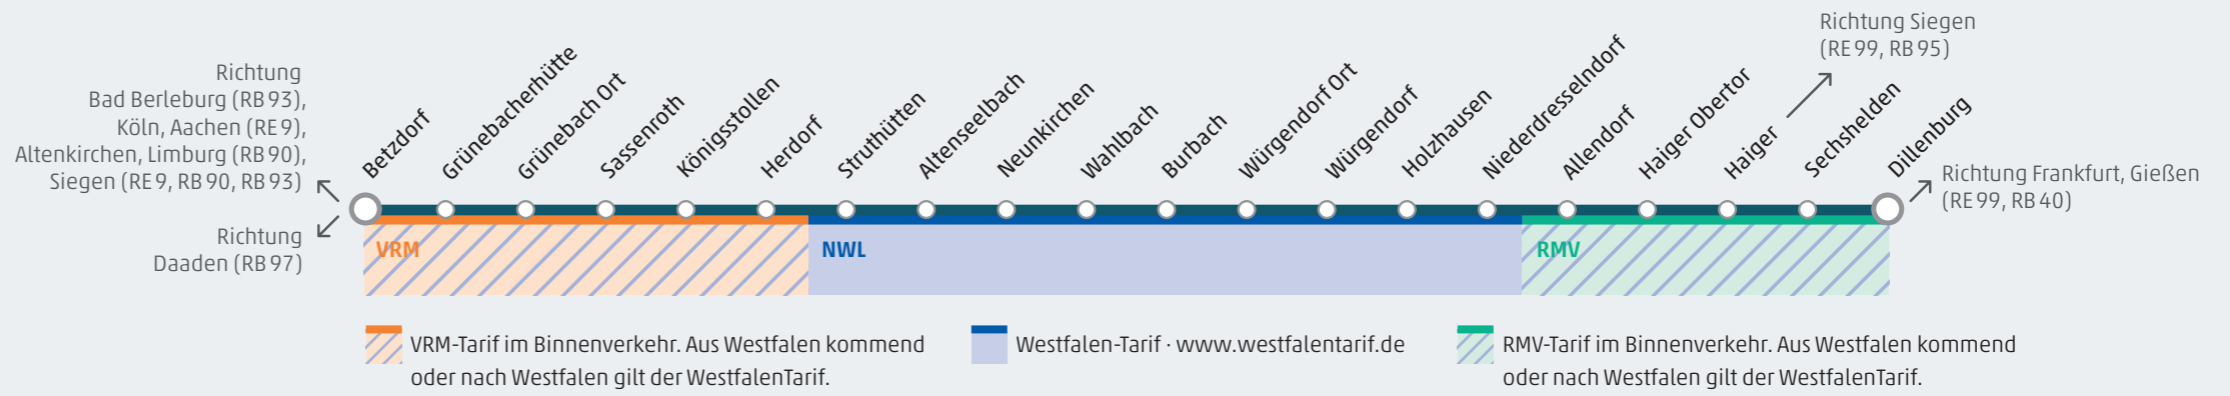 Richtung
Bad Berleburg (RB 93),
Köln, Aachen (RE 9),
Altenkirchen, Limburg (RB 90),
Siegen (RE 9, RB 90, RB 93)
Richtung
Daaden (RB 97)
Betzdorf
Grünebacherhütte
Grünebach Ort
Sassenroth
Königsstollen
Herdorf
Struthütten
Altenseelbach
Neunkirchen
Wahlbach
Burbach
Würgendorf Ort
Würgendorf
Holzhausen
Niederdresselndorf
Allendorf
Haiger Obertor
Haiger
Sechshelden
Dillenburg
Richtung Siegen
(RE 99, RB 95)
Richtung Frankfurt, Gießen
(RE 99, RB 40)
VRM
NWL
RMV
VRM-Tarif im Binnenverkehr. Aus Westfalen kommend
oder nach Westfalen gilt der WestfalenTarif.
Westfalen-Tarif · www.westfalentarif.de
RMV-Tarif im Binnenverkehr. Aus Westfalen kommend
oder nach Westfalen gilt der WestfalenTarif.